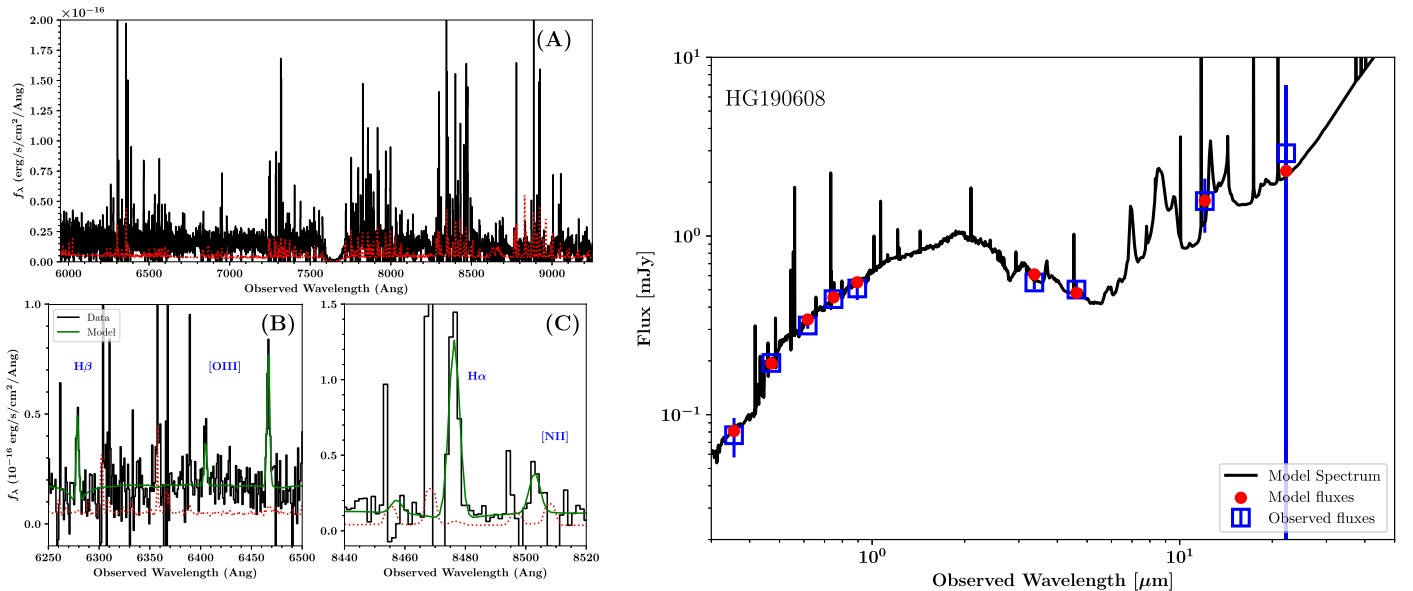 ×10⁻¹⁶
2.00
1.75
1.50
1.25
1.00
0.75
0.50
0.25
0.00
f_λ (erg/s/cm²/Ang)
(A)
6000 6500 7000 7500 8000 8500 9000
Observed Wavelength (Ang)
1.0
0.5
0.0
f_λ (10⁻¹⁶ erg/s/cm²/Ang)
Data
Model
(B)
Hβ
[OIII]
6250 6300 6350 6400 6450 6500
Observed Wavelength (Ang)
1.5
1.0
0.5
0.0
(C)
Hα
[NII]
8440 8460 8480 8500 8520
Observed Wavelength (Ang)
HG190608
10¹
10⁰
10⁻¹
Flux [mJy]
Model Spectrum
Model fluxes
Observed fluxes
10⁰ 10¹
Observed Wavelength [μm]